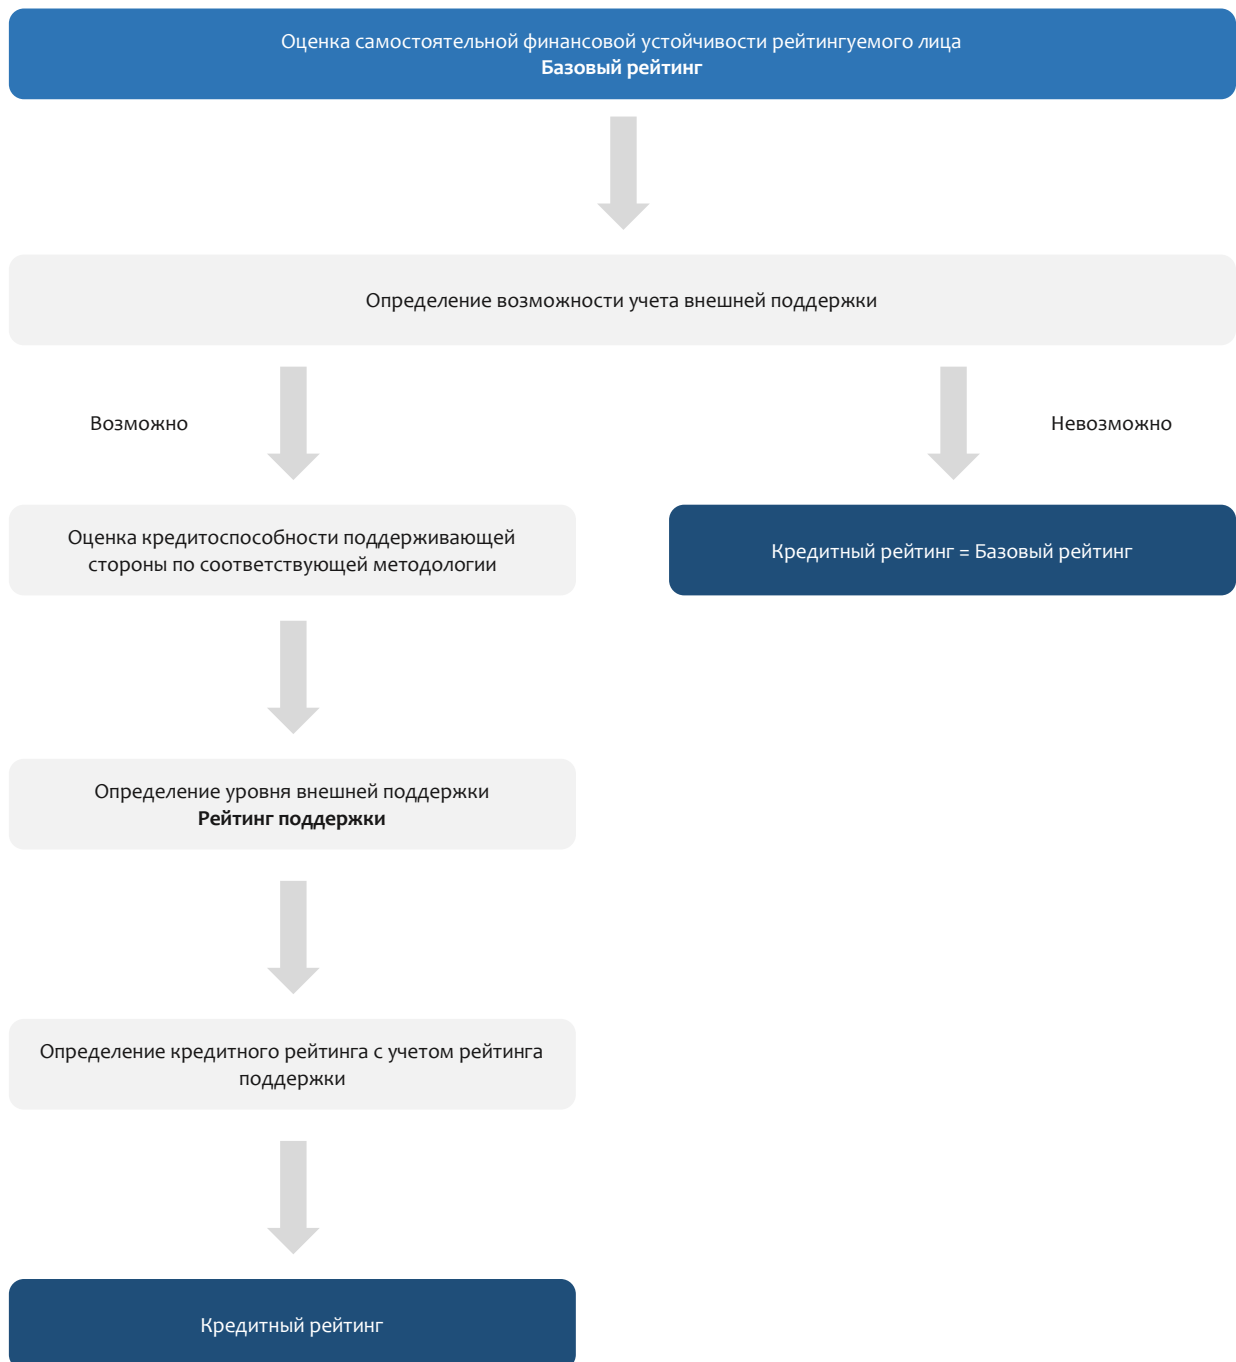 Оценка самостоятельной финансовой устойчивости рейтингуемого лица
Базовый рейтинг
Определение возможности учета внешней поддержки
Возможно
Невозможно
Оценка кредитоспособности поддерживающей
стороны по соответствующей методологии
Кредитный рейтинг = Базовый рейтинг
Определение уровня внешней поддержки
Рейтинг поддержки
Определение кредитного рейтинга с учетом рейтинга
поддержки
Кредитный рейтинг